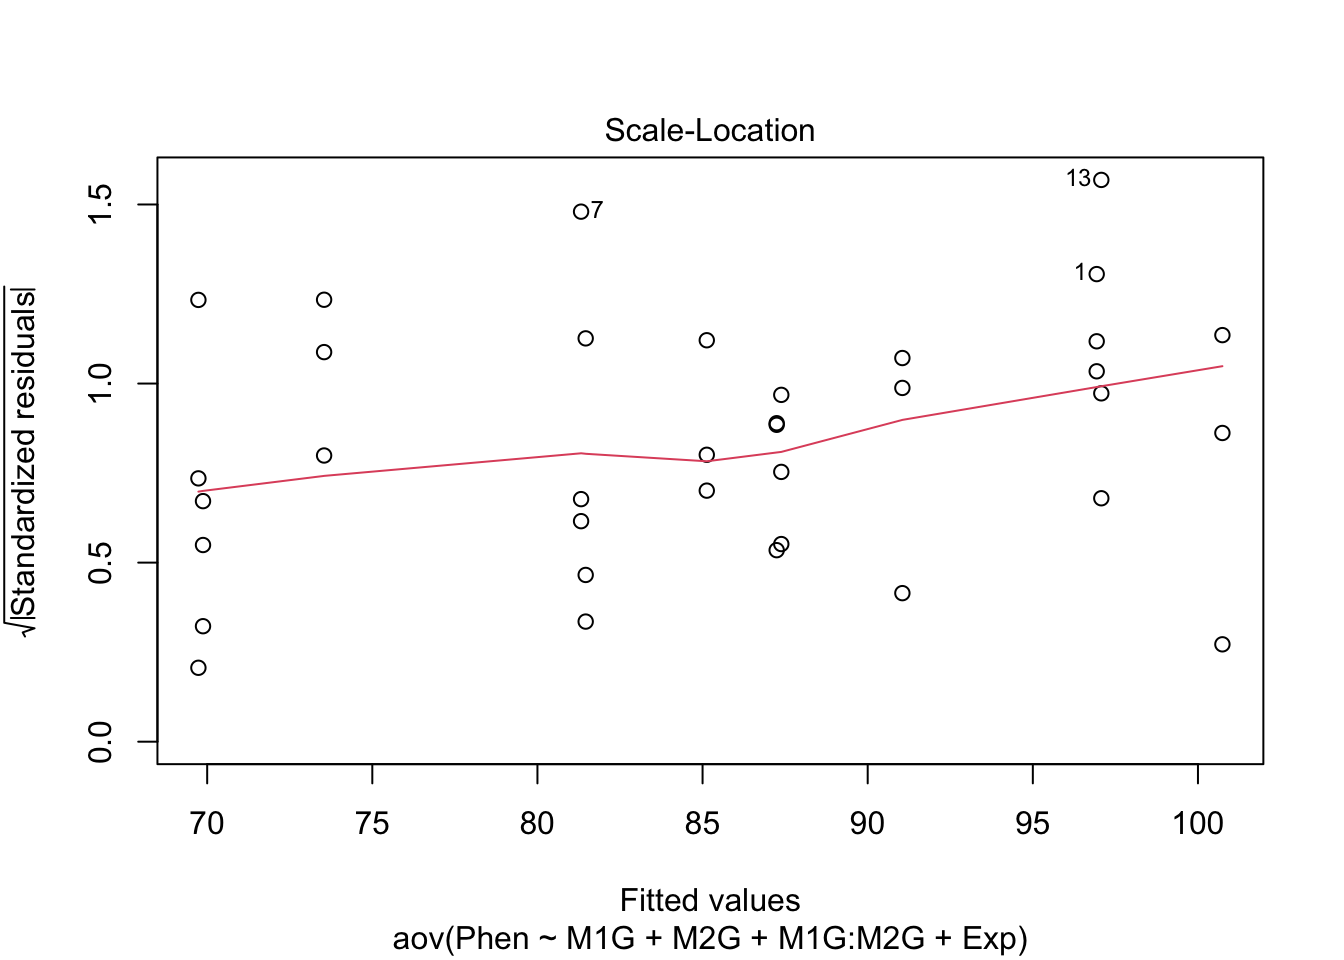 Scale-Location
√|Standardized residuals|
1.5
1.0
0.5
0.0
13
7
1
70 75 80 85 90 95 100
Fitted values
aov(Phen ~ M1G + M2G + M1G:M2G + Exp)